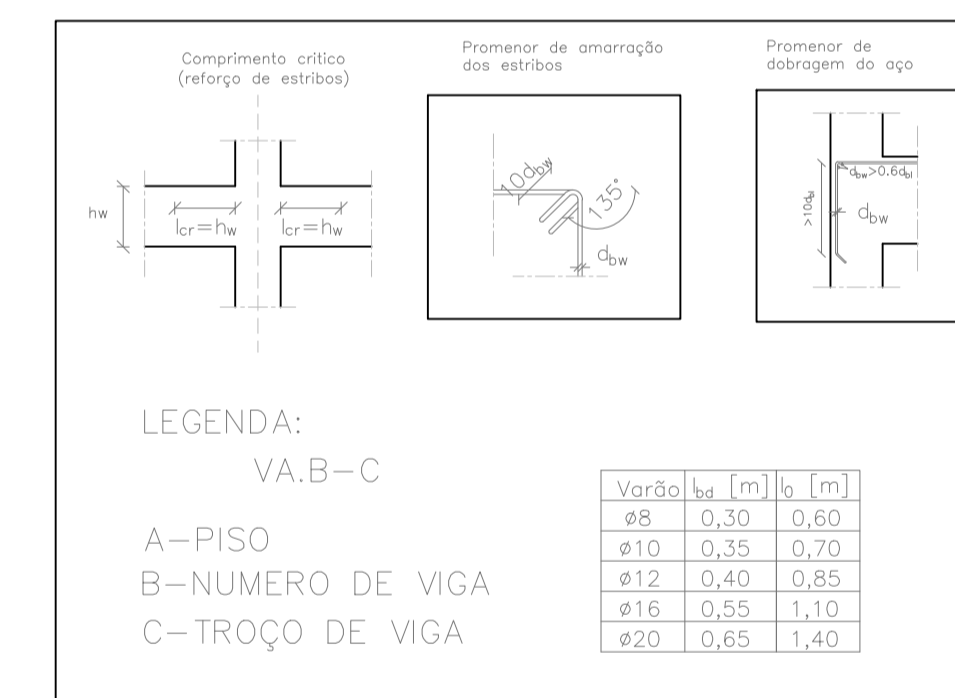 Comprimento critico
(reforço de estribos)
hw
lcr=hw
lcr=hw
Promenor de amarração
dos estribos
10dbw
135°
dbw
Promenor de
dobragem do aço
dbw>0.6dbl
>10dbl
dbw
LEGENDA:
VA.B-C
A-PISO
B-NUMERO DE VIGA
C-TROÇO DE VIGA
Varão lbd [m] l0 [m]
ø8 0,30 0,60
ø10 0,35 0,70
ø12 0,40 0,85
ø16 0,55 1,10
ø20 0,65 1,40